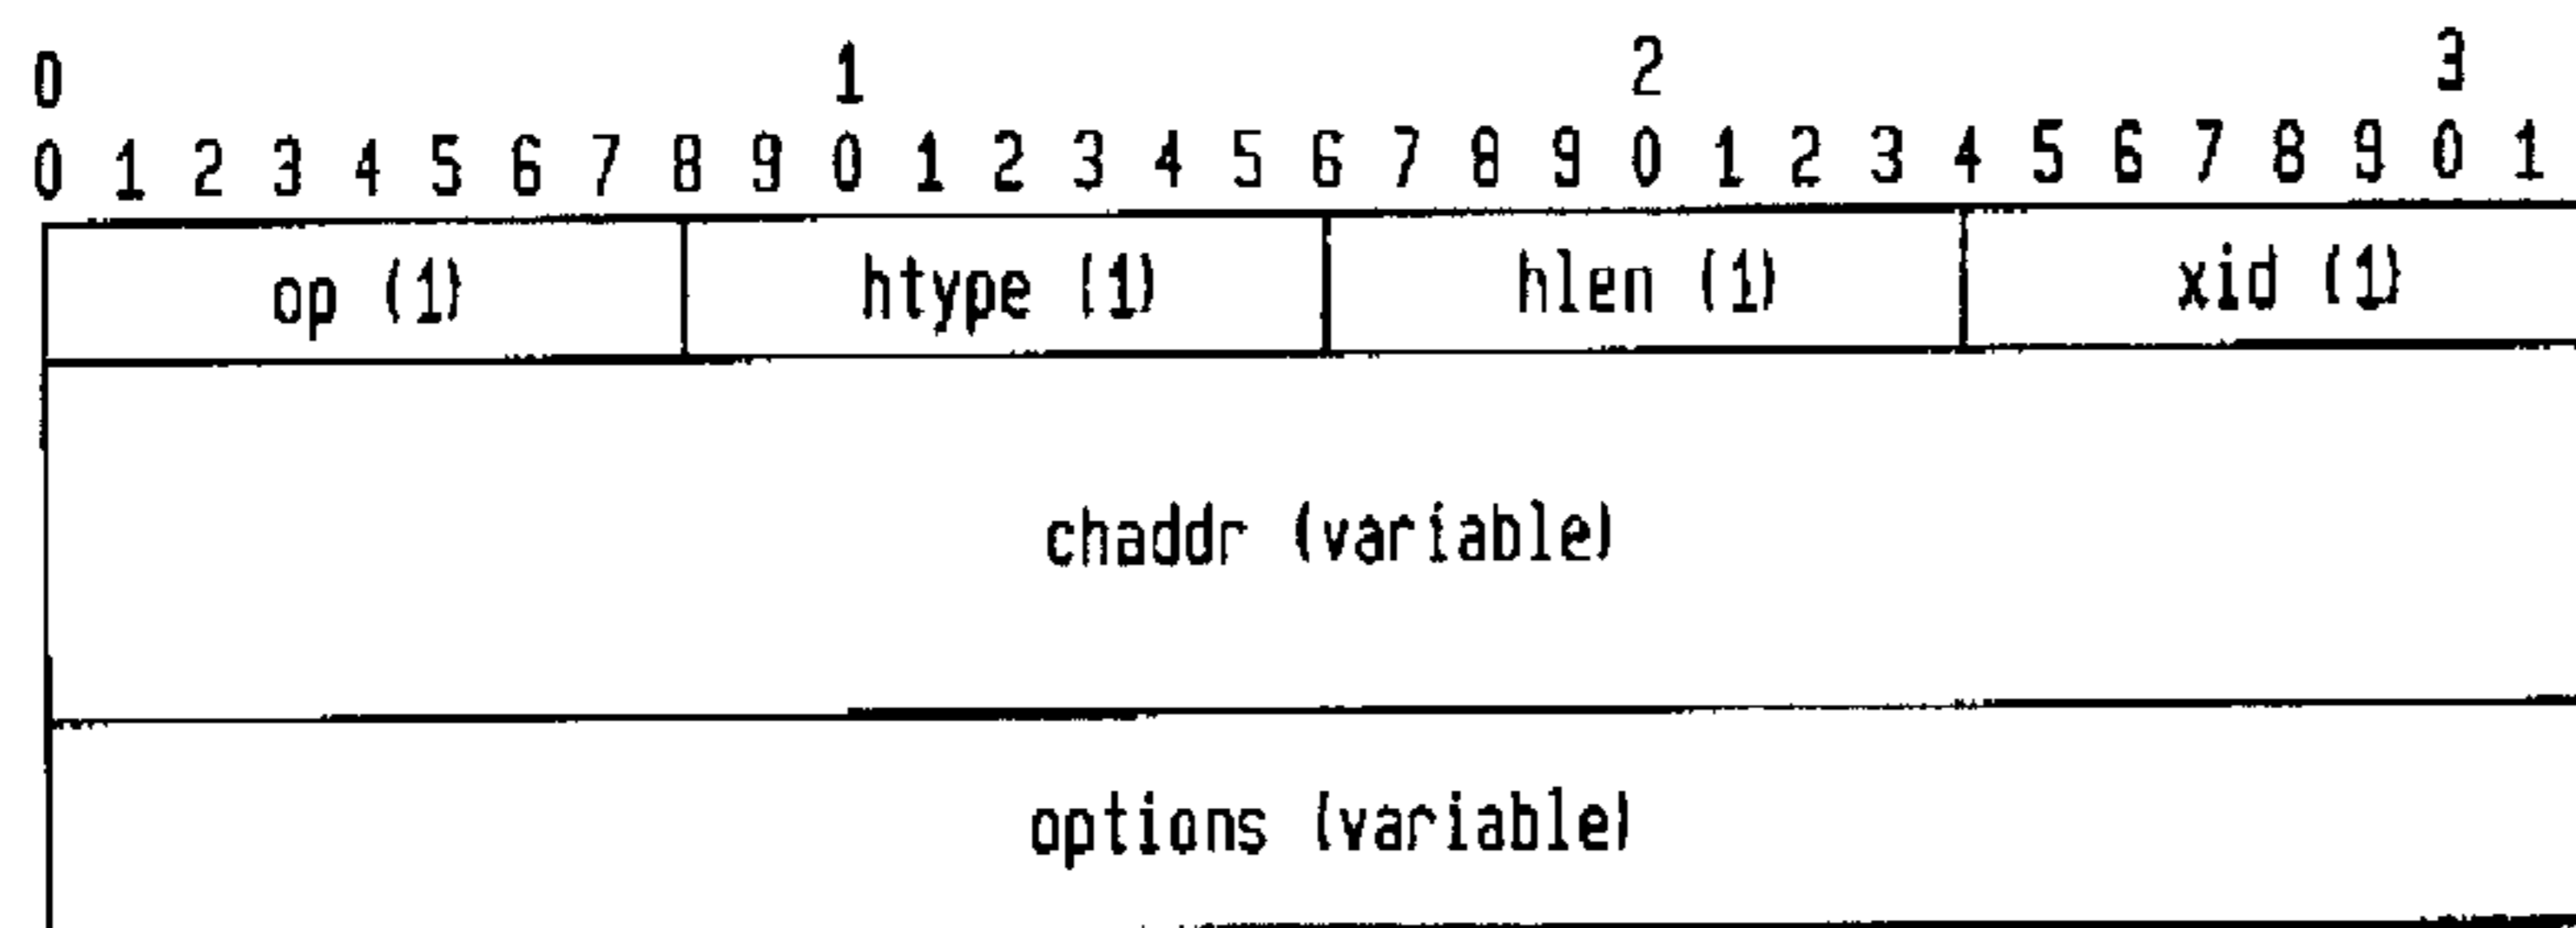 0 1 2 3
0 1 2 3 4 5 6 7 8 9 0 1 2 3 4 5 6 7 8 9 0 1 2 3 4 5 6 7 8 9 0 1
op (1) htype (1) hlen (1) xid (1)
chaddr (variable)
options (variable)